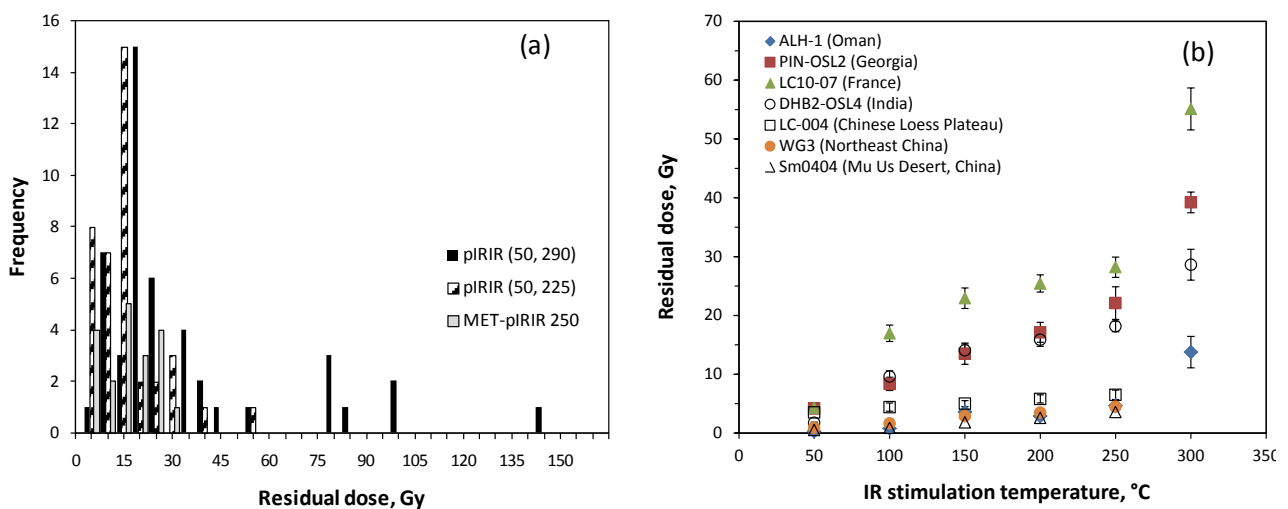 (a)
16
14
12
10
8
6
4
2
0
Frequency
pIRIR (50, 290)
pIRIR (50, 225)
MET-pIRIR 250
0 15 30 45 60 75 90 105 120 135 150
Residual dose, Gy
(b)
70
60
50
40
30
20
10
0
Residual dose, Gy
ALH-1 (Oman)
PIN-OSL2 (Georgia)
LC10-07 (France)
DHB2-OSL4 (India)
LC-004 (Chinese Loess Plateau)
WG3 (Northeast China)
Sm0404 (Mu Us Desert, China)
0 50 100 150 200 250 300 350
IR stimulation temperature, °C